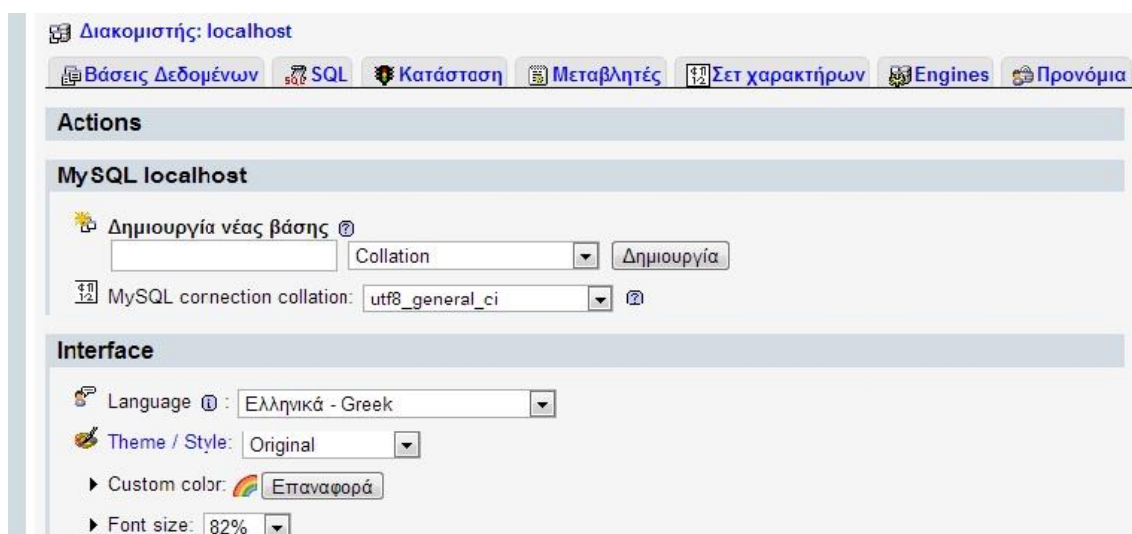 Διακομιστής: localhost
Βάσεις Δεδομένων SQL Κατάσταση Μεταβλητές Σετ χαρακτήρων Engines Προνόμια
Actions
MySQL localhost
Δημιουργία νέας βάσης
Collation Δημιουργία
MySQL connection collation: utf8_general_ci
Interface
Language : Ελληνικά - Greek
Theme / Style: Original
Custom color: Επαναφορά
Font size: 82%